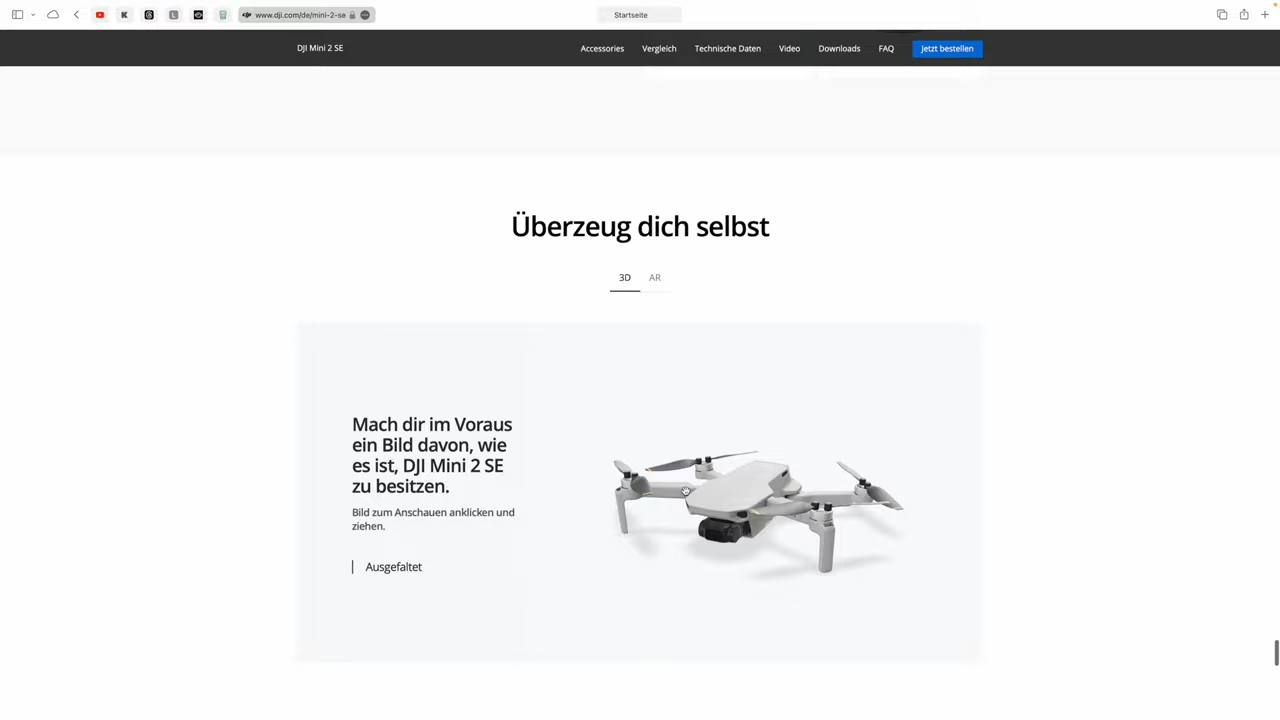 www.dji.com/de/mini-2-se
Startseite
DJI Mini 2 SE
Accessories
Vergleich
Technische Daten
Video
Downloads
FAQ
Jetzt bestellen
Überzeug dich selbst
3D
AR
Mach dir im Voraus
ein Bild davon, wie
es ist, DJI Mini 2 SE
zu besitzen.
Bild zum Anschauen anklicken und
ziehen.
Ausgefaltet